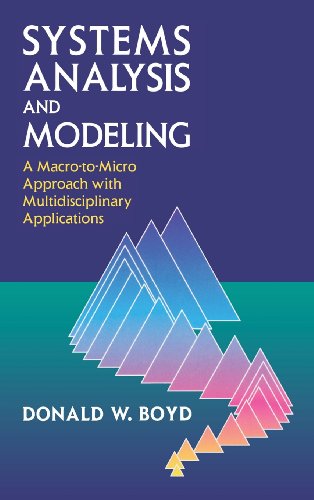 SYSTEMS
ANALYSIS
AND
MODELING
A Macro-to-Micro
Approach with
Multidisciplinary
Applications
DONALD W. BOYD